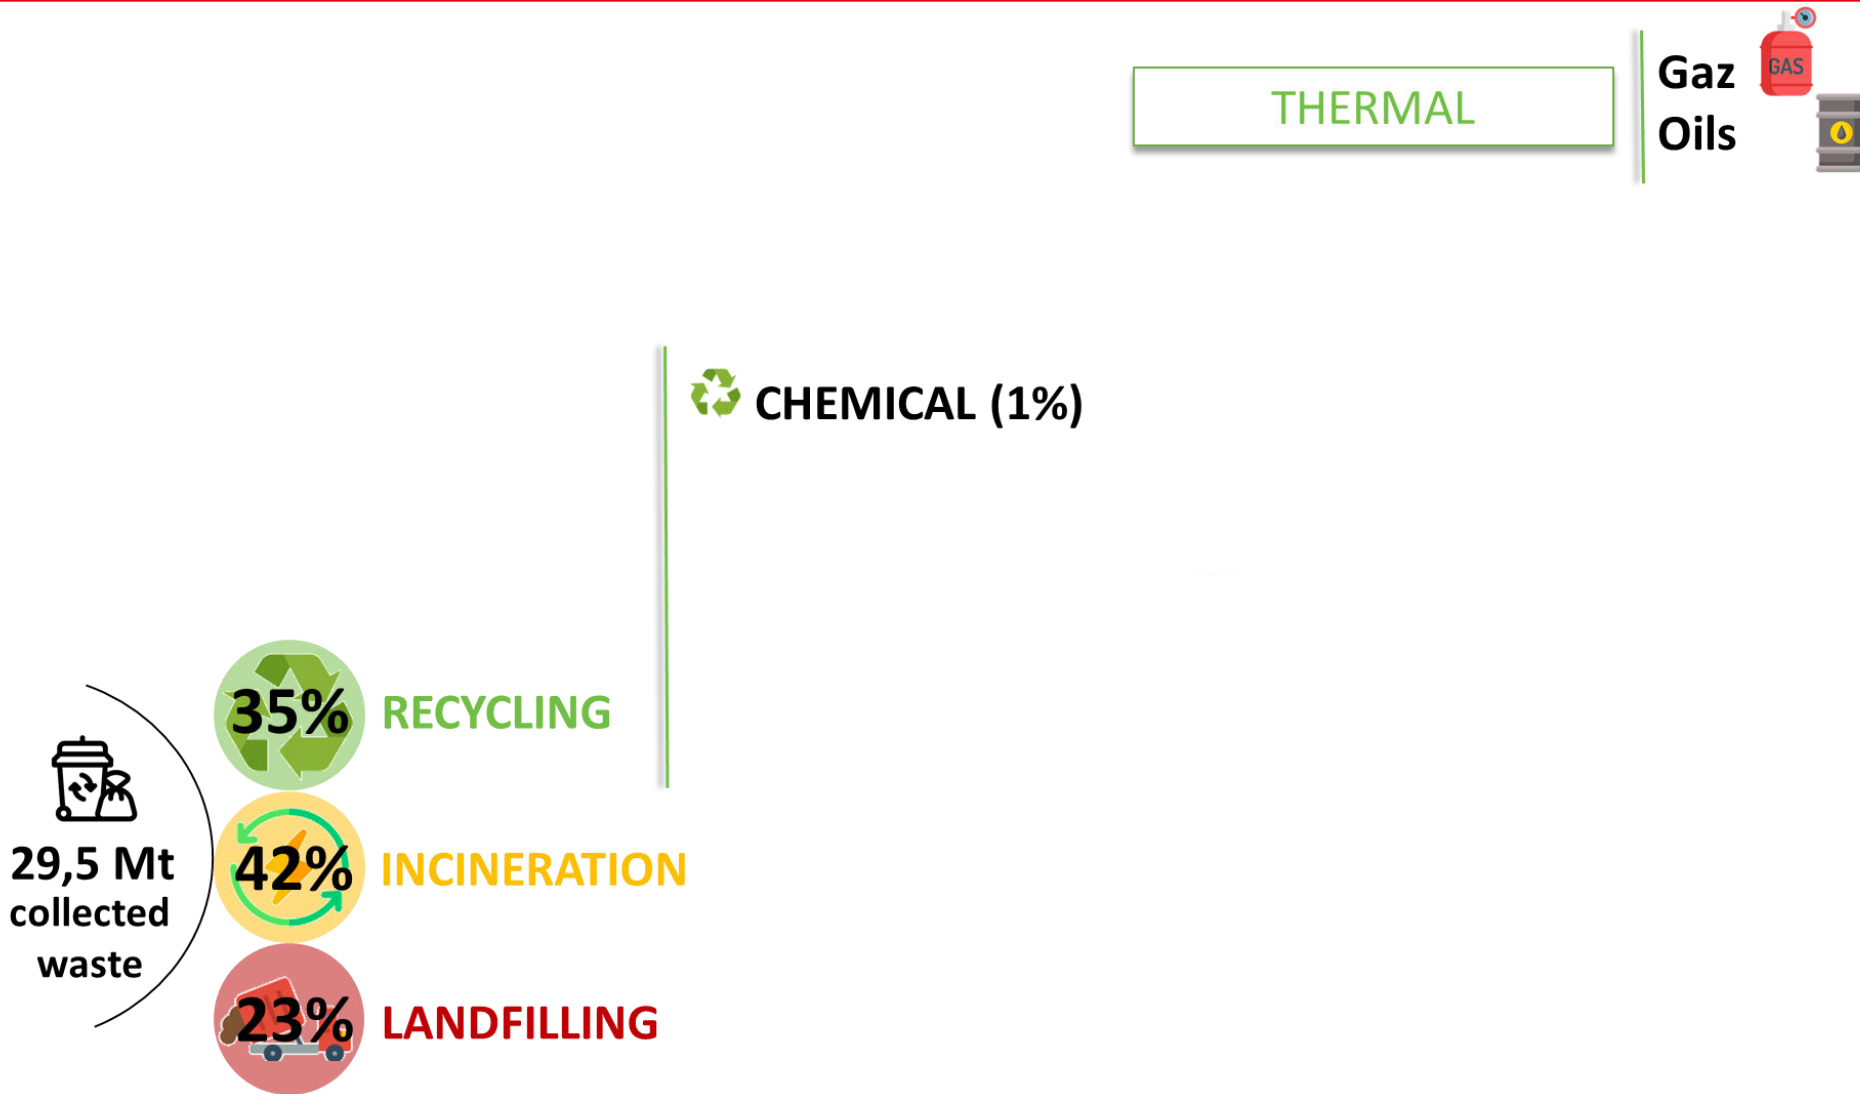 THERMAL
Gaz
GAS
Oils
CHEMICAL (1%)
35%
RECYCLING
29,5 Mt
collected
waste
42%
INCINERATION
23%
LANDFILLING